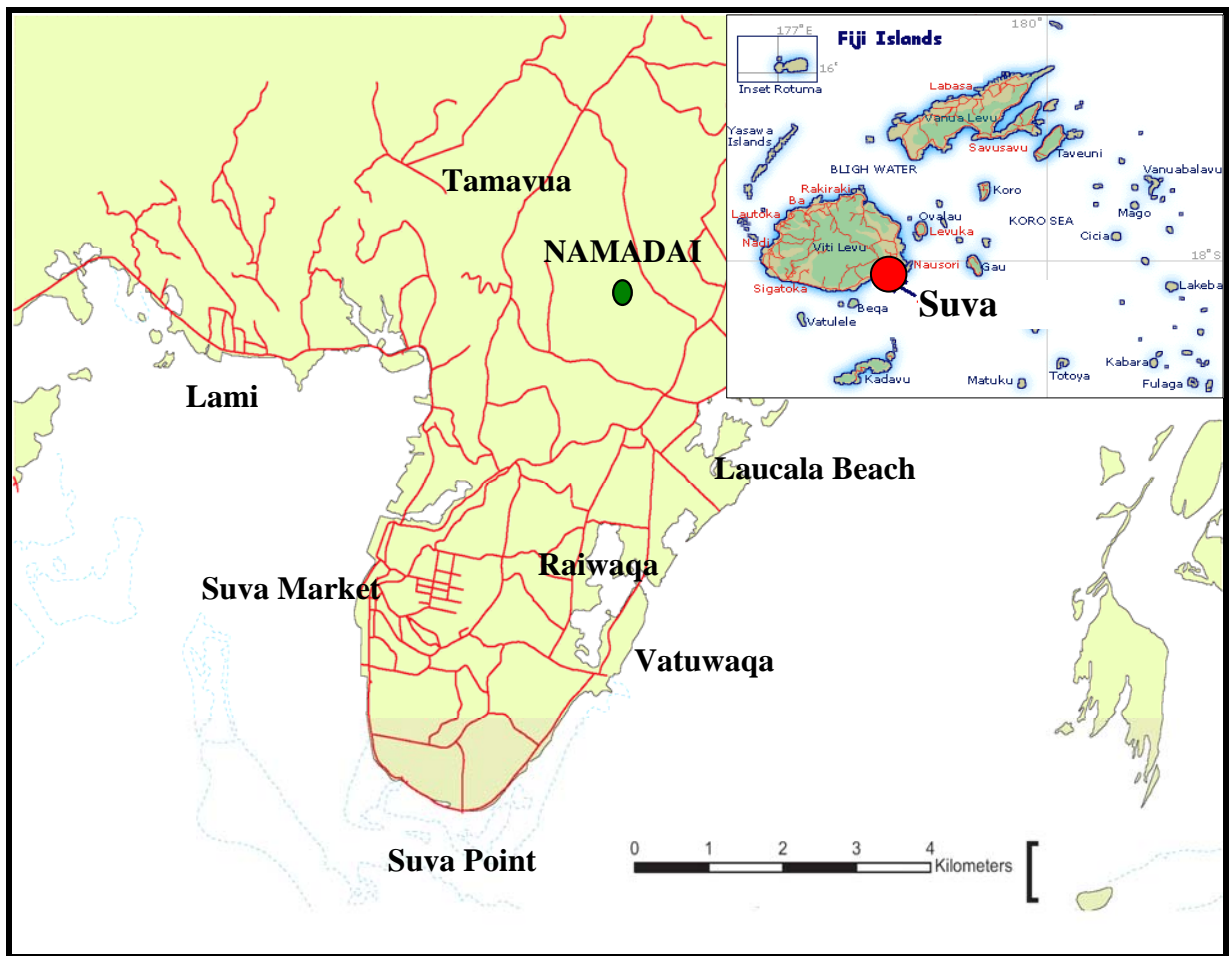 177°E
180°
Fiji Islands
16°
Inset Rotuma
Labasa
Vanua Levu
Yasawa
Islands
Savusavu
Taveuni
BLIGH WATER
Vanuabalavu
Rakiraki
Koro
Ba
Mago
Lautoka
Ovalau
KORO SEA
Levuka
Cicia
Nadi
Viti Levu
18°S
Nausori
Gau
Sigatoka
Lakeba
Suva
Beqa
Vatulele
Kadavu
Matuku
Totoya
Kabara
Fulaga
Tamavua
NAMADAI
Lami
Laucala Beach
Raiwaqa
Suva Market
Vatuwaqa
Suva Point
0 1 2 3 4
Kilometers